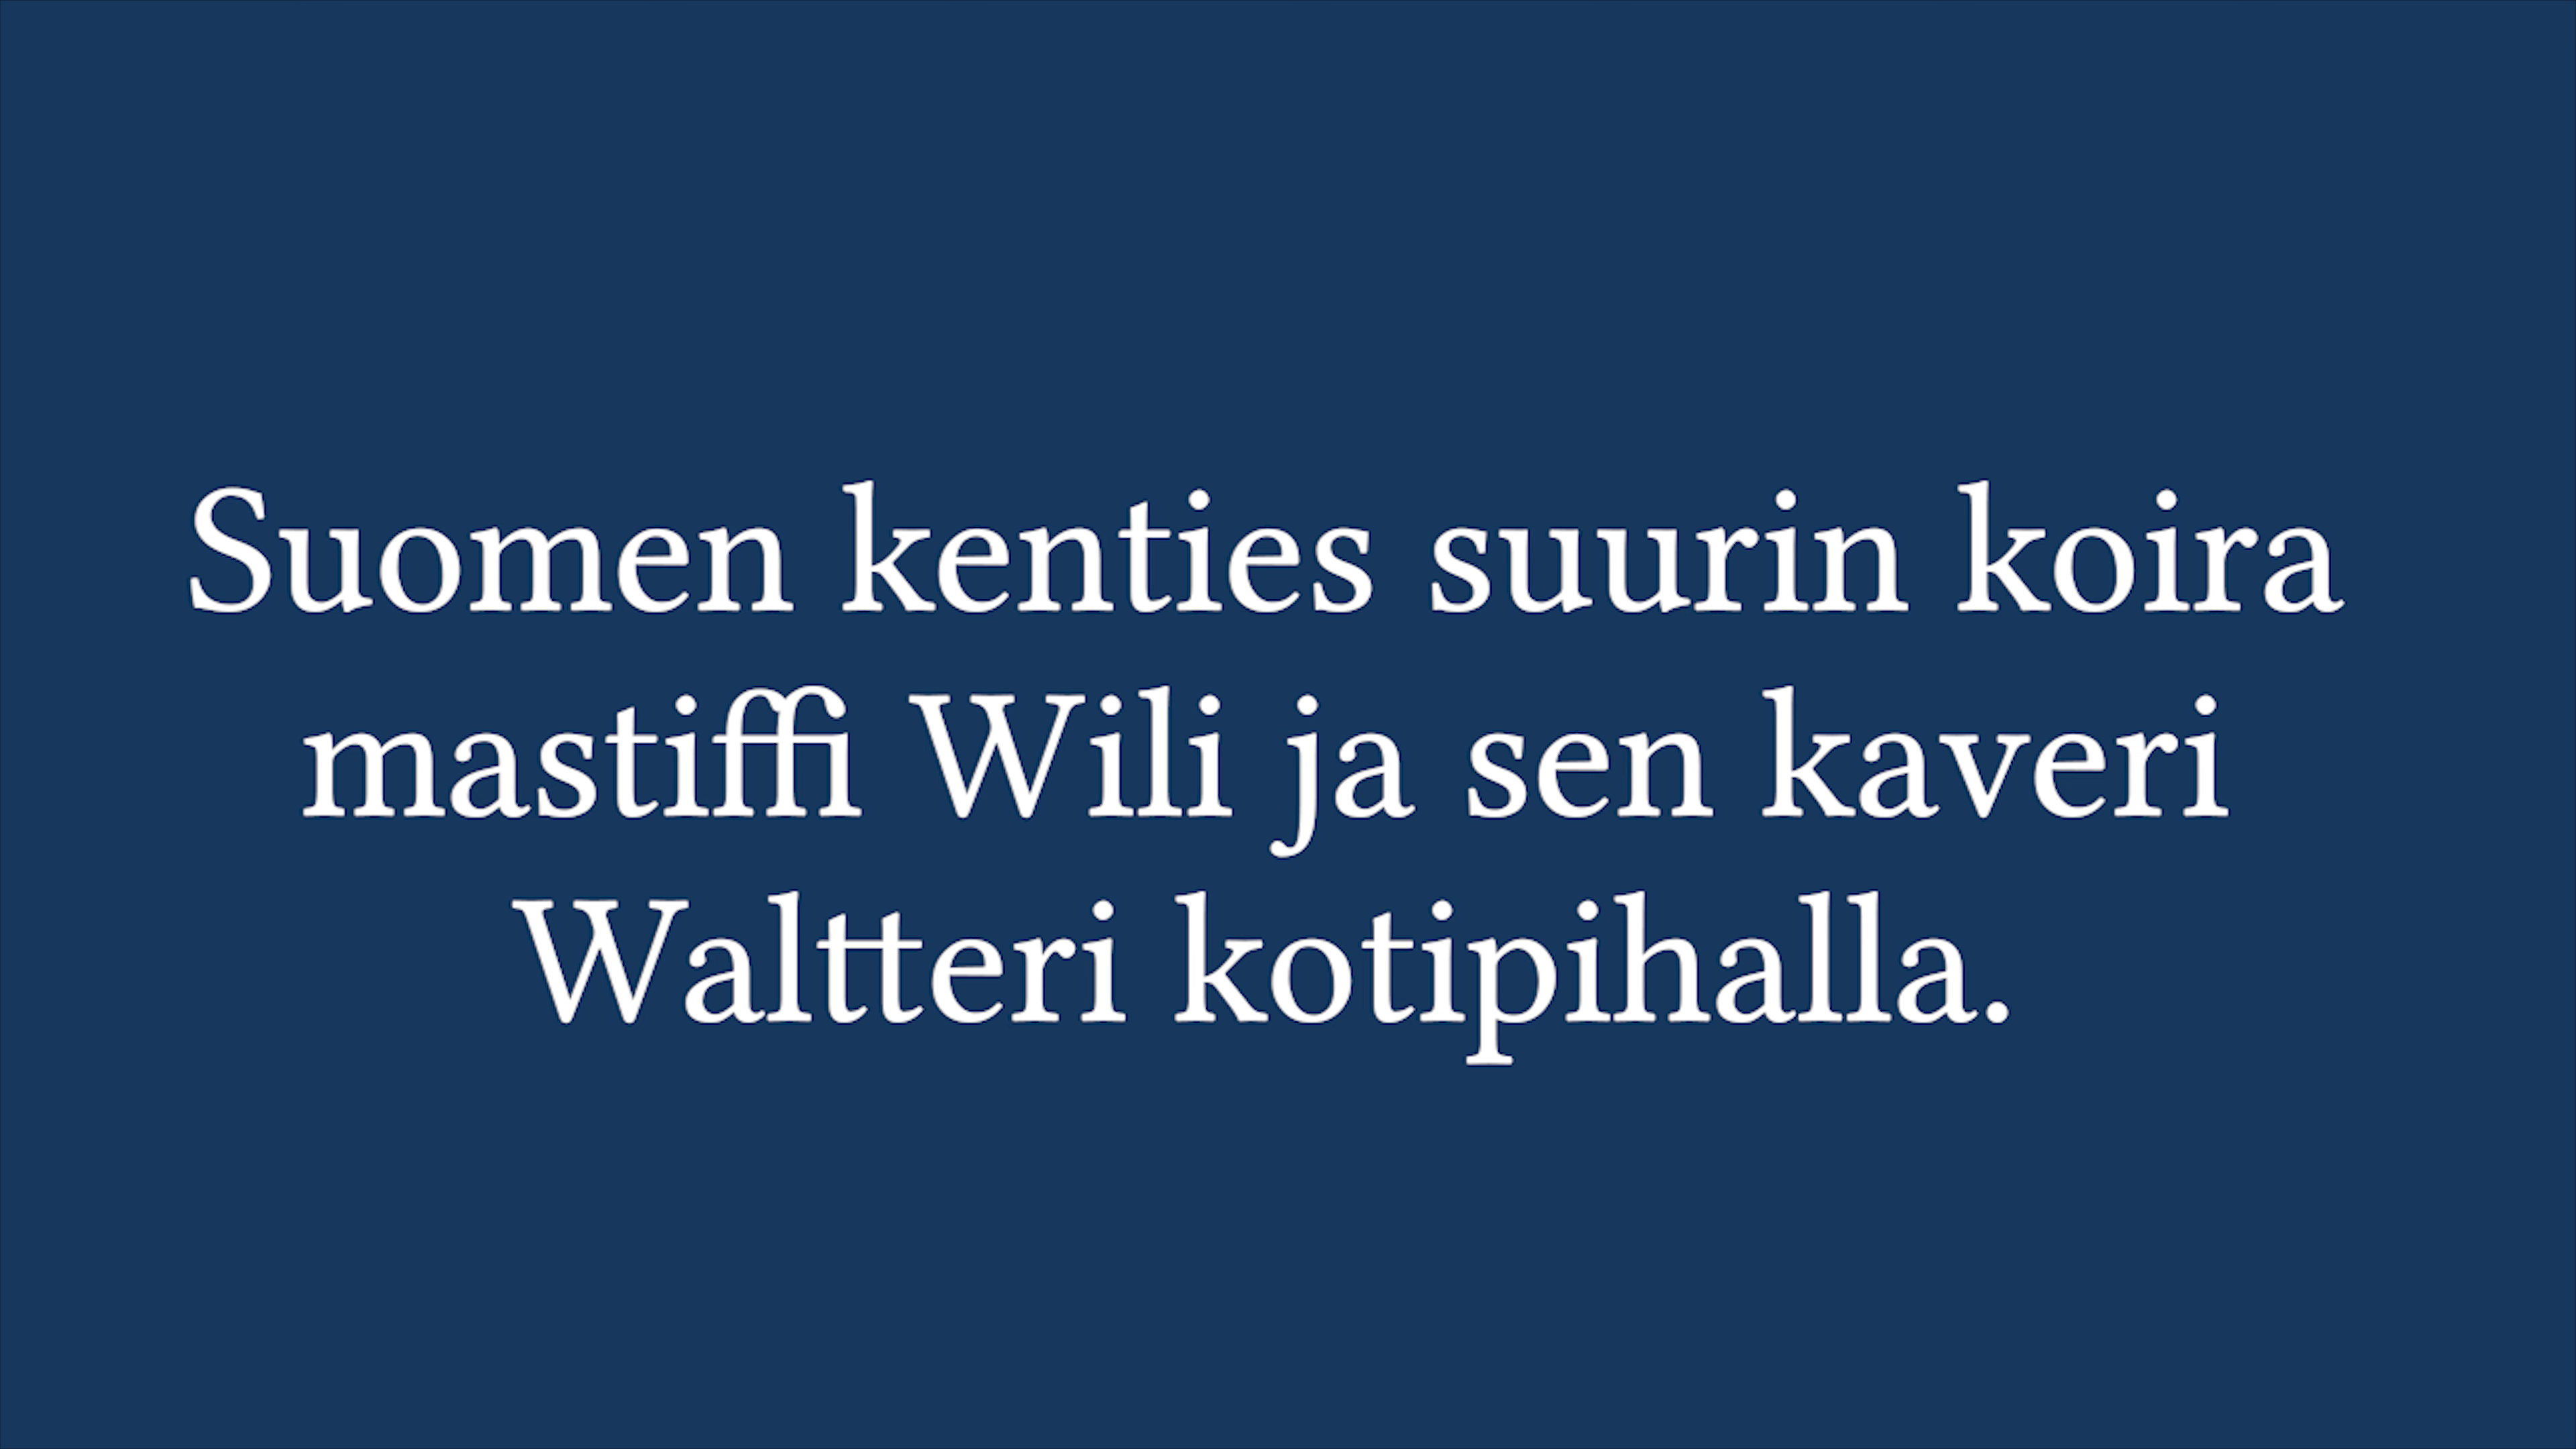 Suomen kenties suurin koira
mastiffi Wili ja sen kaveri
Waltteri kotipihalla.